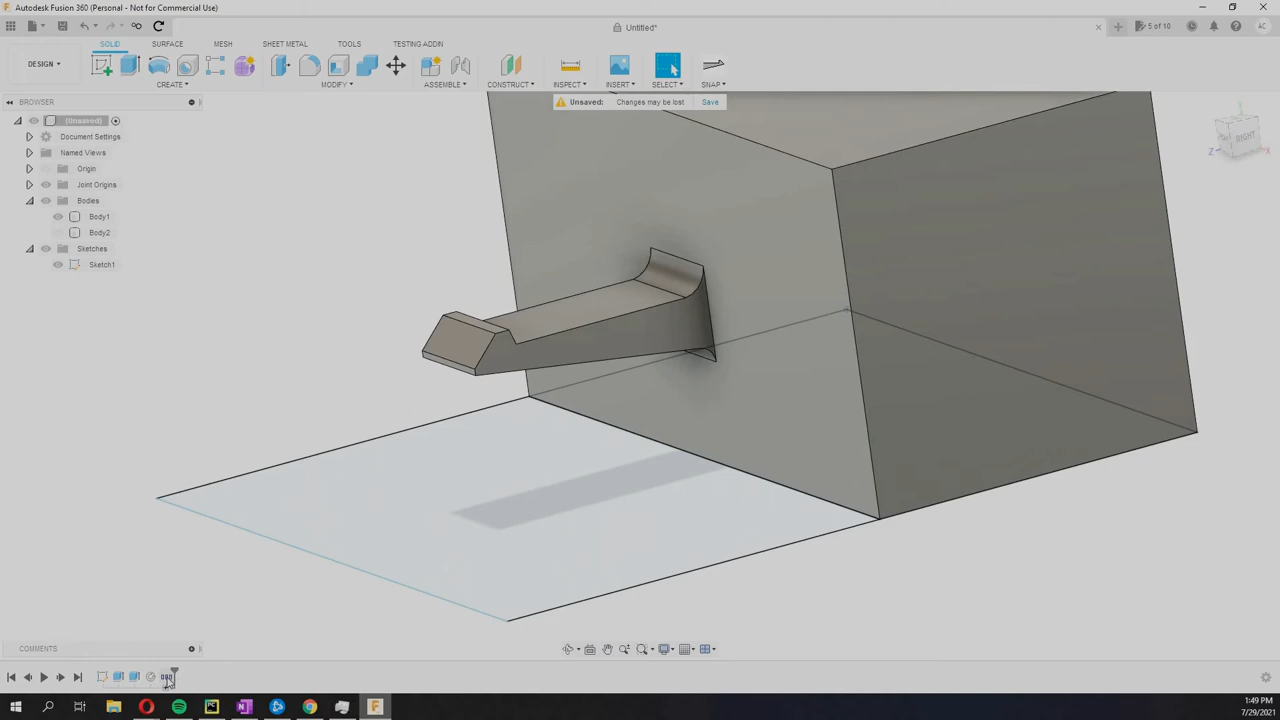 Autodesk Fusion 360 (Personal - Not for Commercial Use)
Untitled*
5 of 10
AC
DESIGN
SOLID
SURFACE
MESH
SHEET METAL
TOOLS
TESTING ADDIN
CREATE
MODIFY
ASSEMBLE
CONSTRUCT
INSPECT
INSERT
SELECT
SNAP
BROWSER
Unsaved: Changes may be lost Save
(Unsaved)
Document Settings
Named Views
Origin
Joint Origins
Bodies
Body1
Body2
Sketches
Sketch1
RIGHT
Z
X
COMMENTS
1:49 PM
7/29/2021